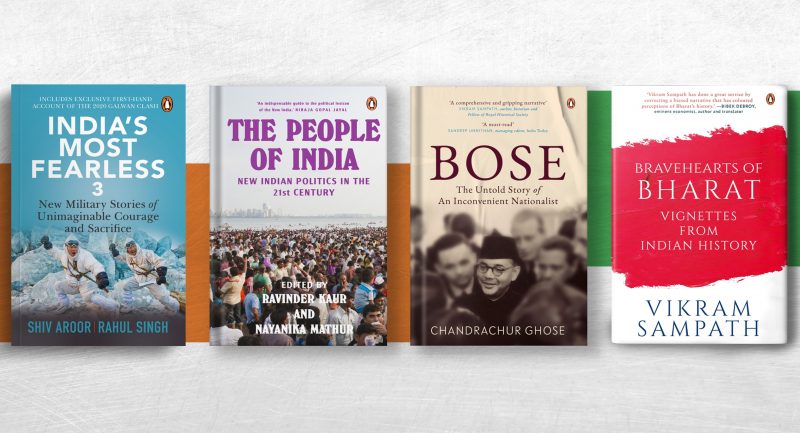 INCLUDES EXCLUSIVE FIRST-HAND
ACCOUNT OF THE 2020 GALWAN CLASH
INDIA'S
MOST
FEARLESS
3
New Military Stories of
Unimaginable Courage
and Sacrifice
SHIV AROOR | RAHUL SINGH
'An indispensable guide to the political lexicon
of the New India.' NIRAJA GOPAL JAYAL
THE PEOPLE
OF INDIA
NEW INDIAN POLITICS IN THE
21st CENTURY
EDITED BY
RAVINDER KAUR
AND
NAYANIKA MATHUR
'A comprehensive and gripping narrative'
VIKRAM SAMPATH, author, historian and
Fellow of Royal Historical Society
'A must-read'
SANDEEP UNNITHAN, managing editor, India Today
BOSE
The Untold Story of
An Inconvenient Nationalist
CHANDRACHUR GHOSE
'Vikram Sampath has done a great service by
correcting a biased narrative that has coloured
perceptions of Bharat's history.' —BIBEK DEBROY,
eminent economist, author and translator
BRAVEHEARTS OF
BHARAT
VIGNETTES
FROM
INDIAN HISTORY
VIKRAM
SAMPATH